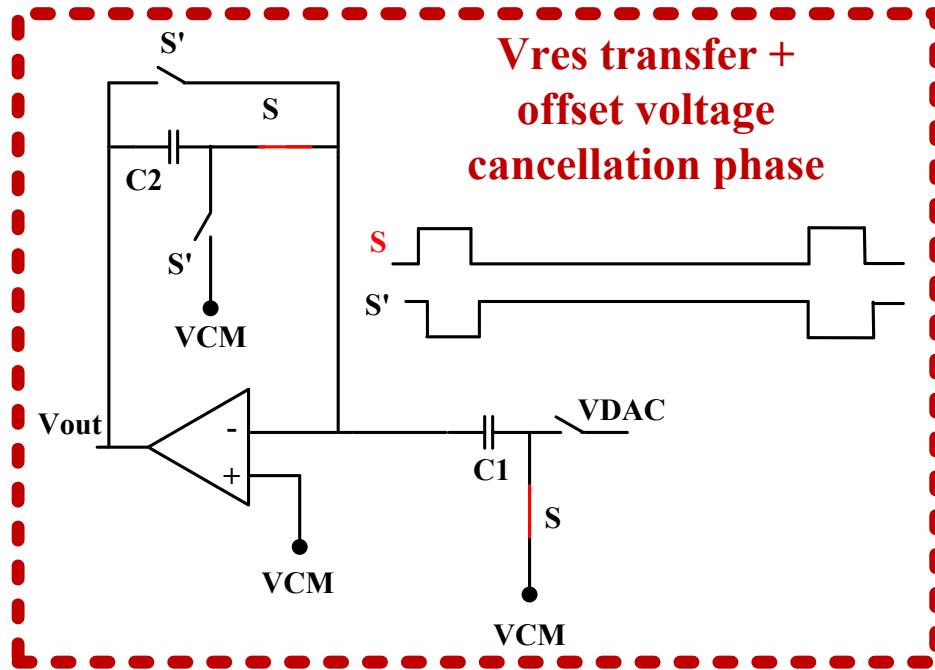 S'
Vres transfer +
offset voltage
cancellation phase
S
C2
S
S'
S'
VCM
VDAC
Vout
-
C1
+
S
VCM
VCM